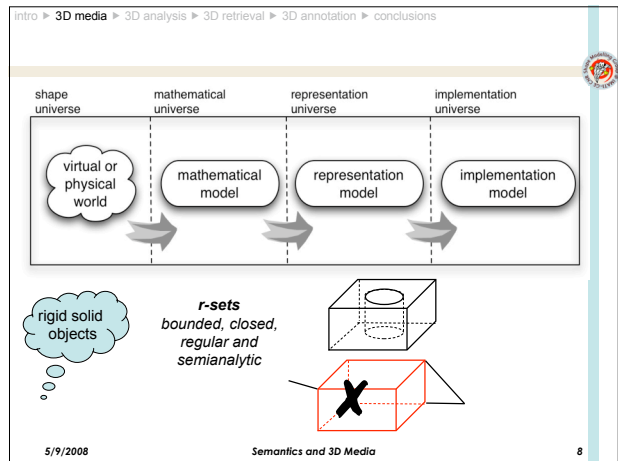 intro ▶ 3D media ▶ 3D analysis ▶ 3D retrieval ▶ 3D annotation ▶ conclusions
shape universe
mathematical universe
representation universe
implementation universe
virtual or
physical
world
mathematical
model
representation
model
implementation
model
rigid solid
objects
r-sets
bounded, closed,
regular and
semianalytic
5/9/2008
Semantics and 3D Media
8